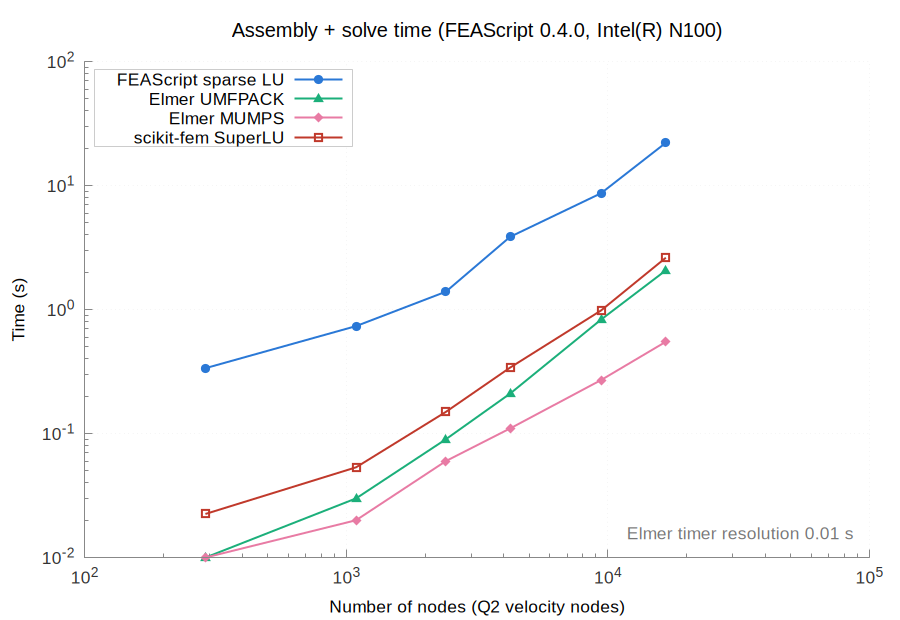 Assembly + solve time (FEAScript 0.4.0, Intel(R) N100)
10^2
10^1
10^0
10^-1
10^-2
Time (s)
FEAScript sparse LU
Elmer UMFPACK
Elmer MUMPS
scikit-fem SuperLU
Elmer timer resolution 0.01 s
10^2 10^3 10^4 10^5
Number of nodes (Q2 velocity nodes)